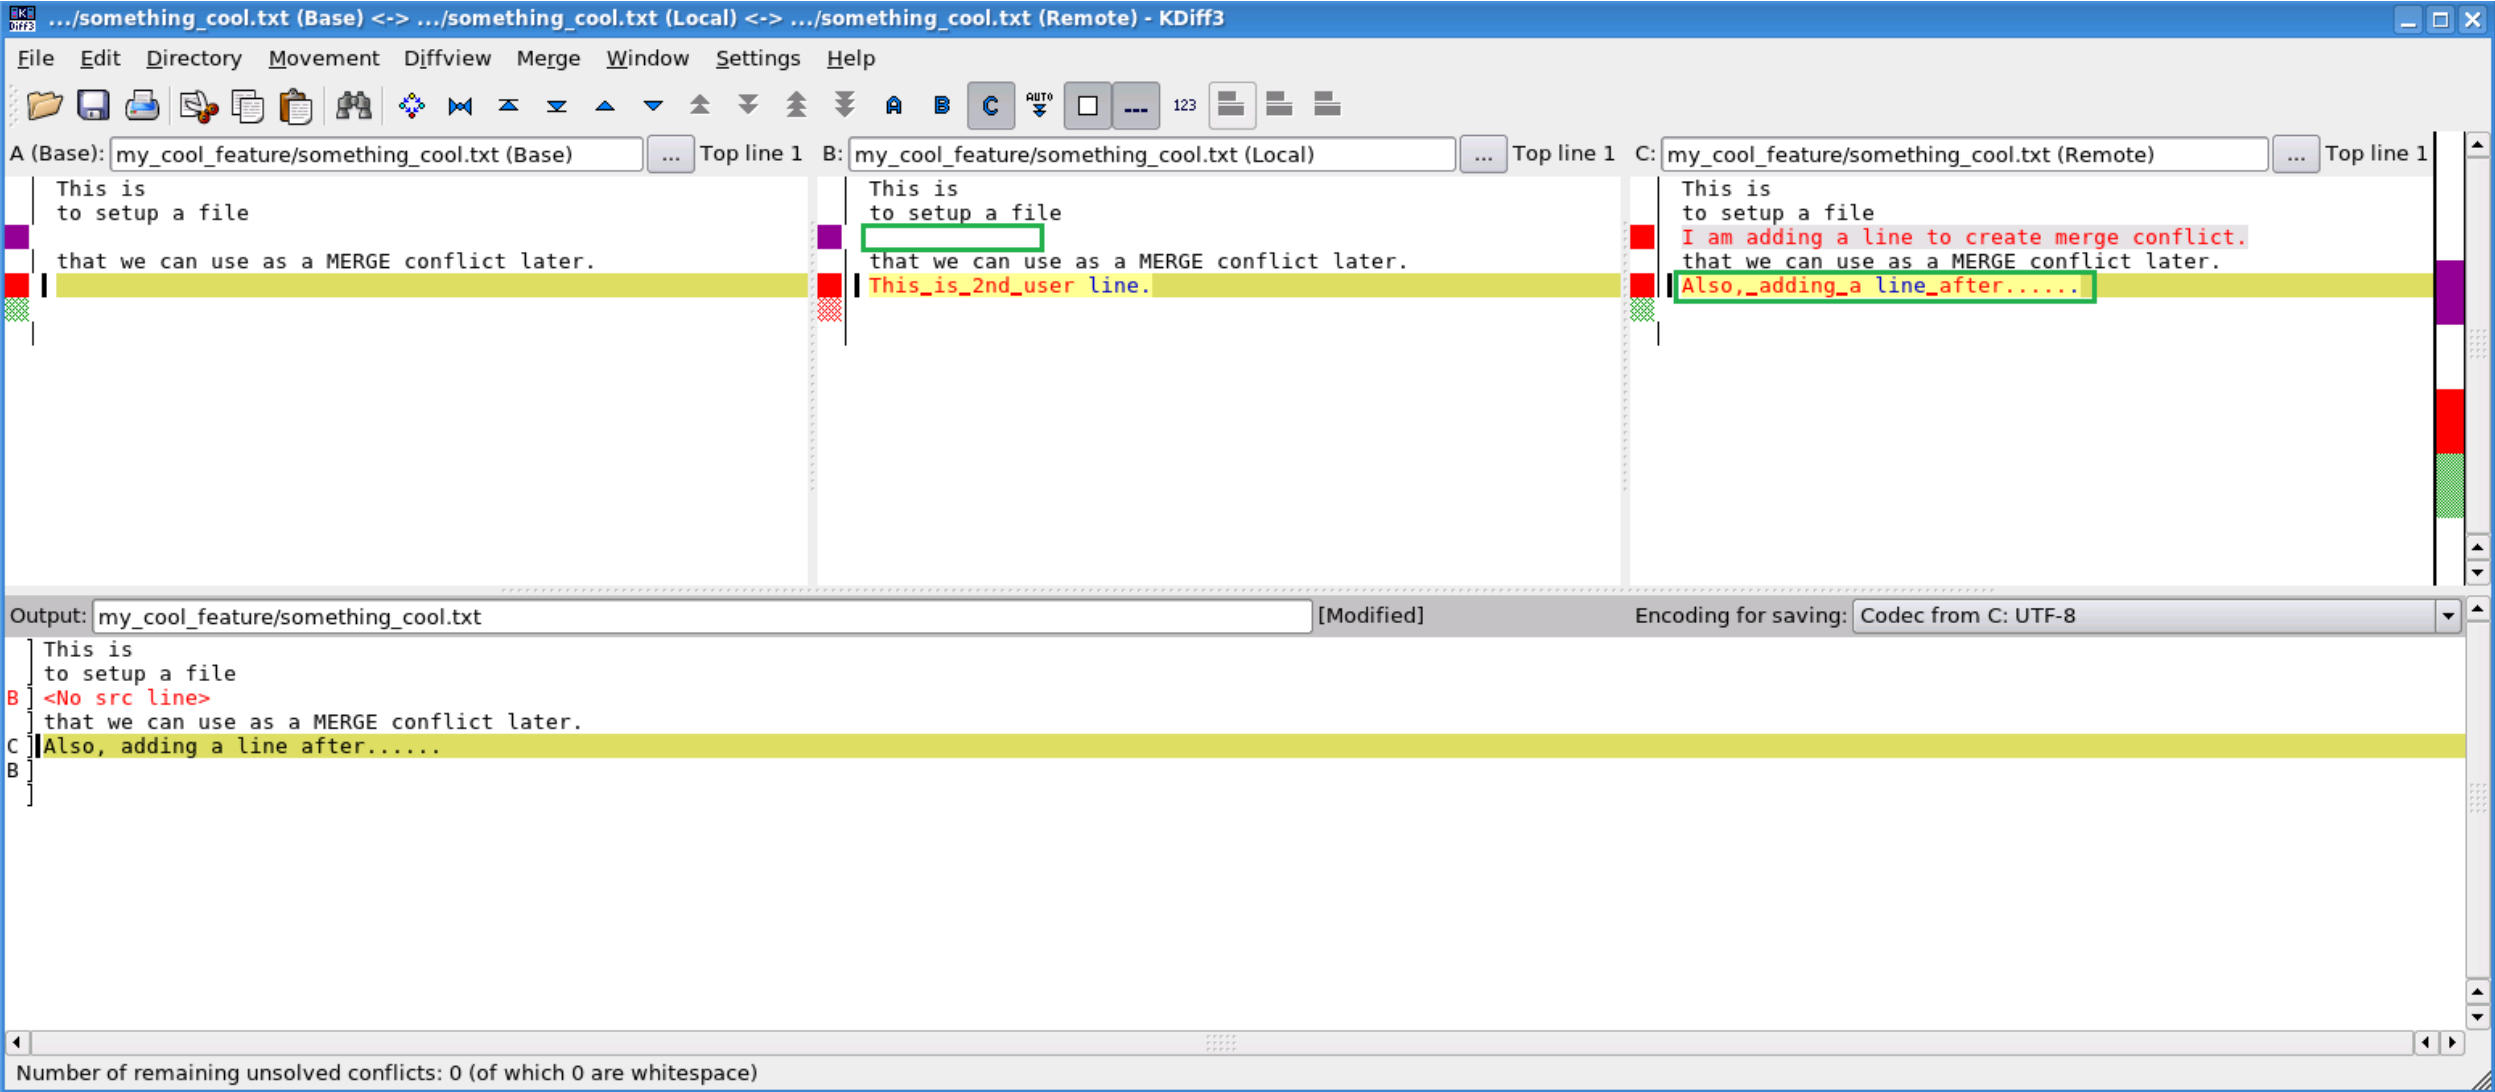 .../something_cool.txt (Base) <-> .../something_cool.txt (Local) <-> .../something_cool.txt (Remote) - KDiff3
File Edit Directory Movement Diffview Merge Window Settings Help
A B C AUTO 123
A (Base): my_cool_feature/something_cool.txt (Base) ... Top line 1
This is
to setup a file
that we can use as a MERGE conflict later.
B: my_cool_feature/something_cool.txt (Local) ... Top line 1
This is
to setup a file
that we can use as a MERGE conflict later.
This_is_2nd_user line.
C: my_cool_feature/something_cool.txt (Remote) ... Top line 1
This is
to setup a file
I am adding a line to create merge conflict.
that we can use as a MERGE conflict later.
Also,_adding_a line_after......
Output: my_cool_feature/something_cool.txt [Modified] Encoding for saving: Codec from C: UTF-8
This is
to setup a file
B <No src line>
that we can use as a MERGE conflict later.
C Also, adding a line after......
B
Number of remaining unsolved conflicts: 0 (of which 0 are whitespace)